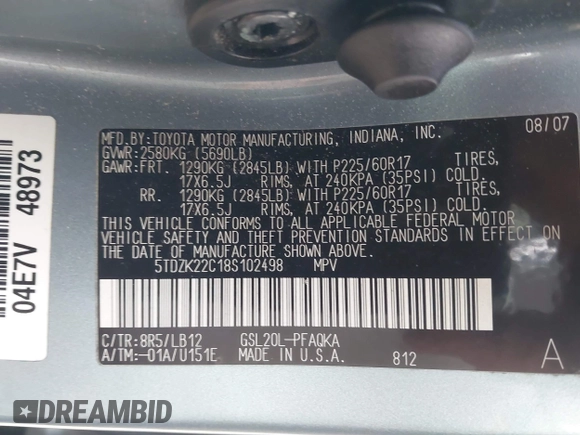 04E7V 48973
08/07
MFD.BY:TOYOTA MOTOR MANUFACTURING, INDIANA, INC.
GVWR:2580KG (5690LB)
GAWR:FRT. 1290KG (2845LB) WITH P225/60R17 TIRES,
17X6.5J RIMS, AT 240KPA (35PSI) COLD.
RR. 1290KG (2845LB) WITH P225/60R17 TIRES,
17X6.5J RIMS, AT 240KPA (35PSI) COLD.
THIS VEHICLE CONFORMS TO ALL APPLICABLE FEDERAL MOTOR
VEHICLE SAFETY AND THEFT PREVENTION STANDARDS IN EFFECT ON
THE DATE OF MANUFACTURE SHOWN ABOVE.
5TDZK22C18S102498 MPV
C/TR:8R5/LB12 GSL20L-PFAQKA
A/TM:-01A/U151E MADE IN U.S.A. 812 A
DREAMBID